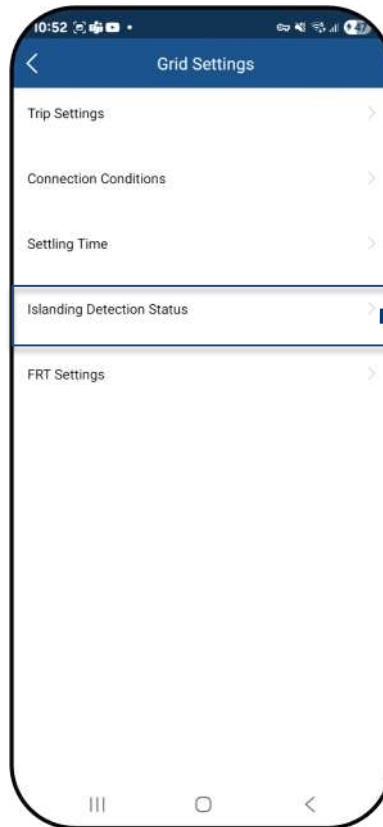 10:52
Grid Settings
Trip Settings
Connection Conditions
Settling Time
Islanding Detection Status
FRT Settings